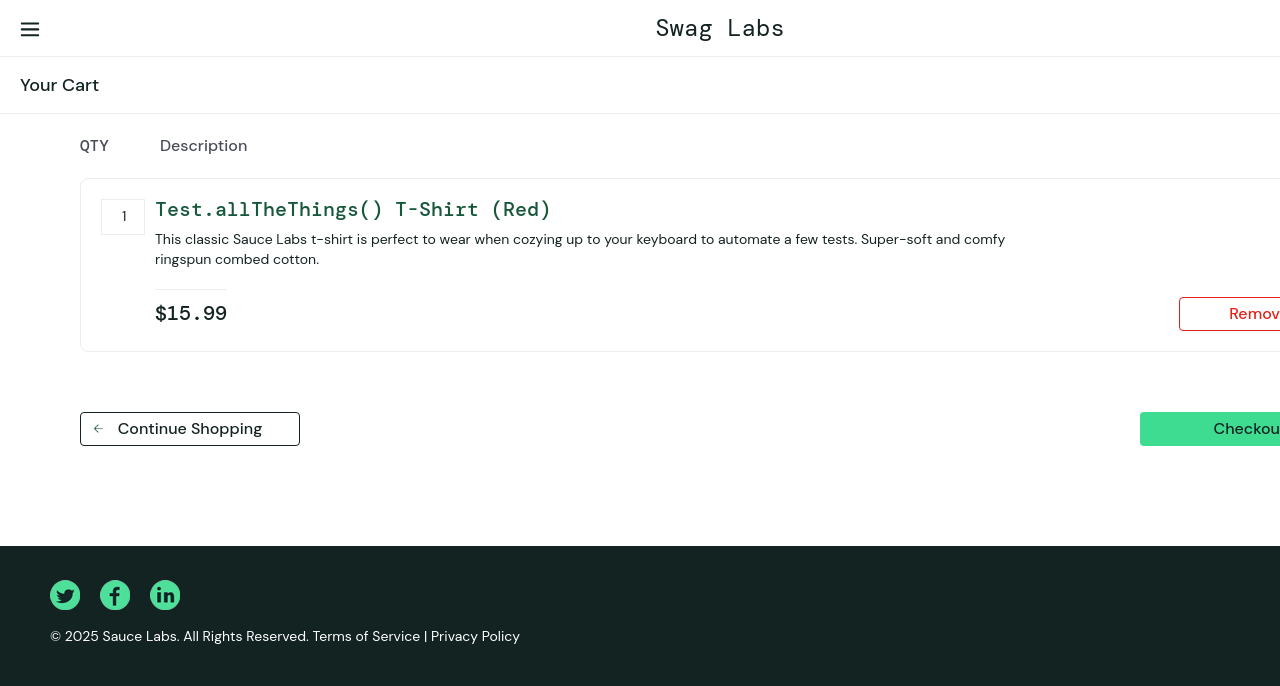 Swag Labs
Your Cart
QTY Description
1
Test.allTheThings() T-Shirt (Red)
This classic Sauce Labs t-shirt is perfect to wear when cozying up to your keyboard to automate a few tests. Super-soft and comfy
ringspun combed cotton.
$15.99
Remov
Continue Shopping
Checkou
© 2025 Sauce Labs. All Rights Reserved. Terms of Service | Privacy Policy